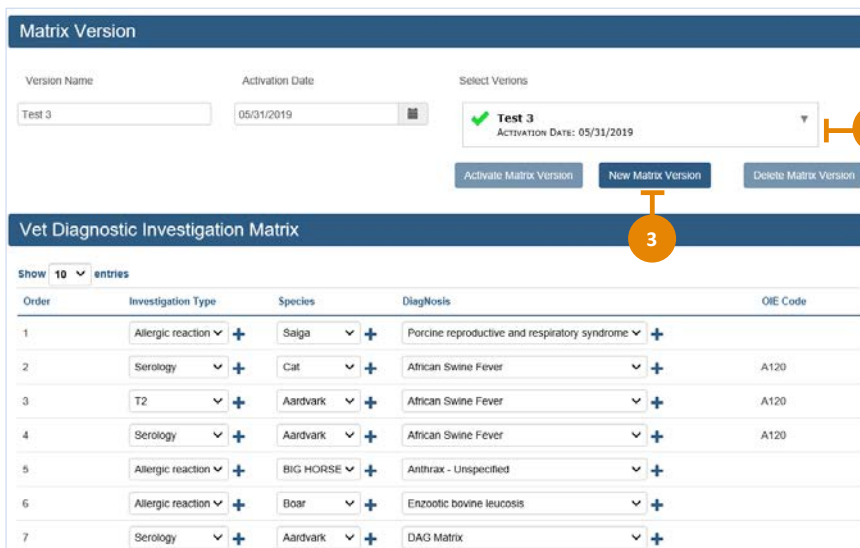 Matrix Version
Version Name Activation Date Select Verions
Test 3 05/31/2019 Test 3
ACTIVATION DATE: 05/31/2019
Activate Matrix Version New Matrix Version Delete Matrix Version
3
Vet Diagnostic Investigation Matrix
Show 10 entries
Order Investigation Type Species DiagNosis OIE Code
1 Allergic reaction Saiga Porcine reproductive and respiratory syndrome
2 Serology Cat African Swine Fever A120
3 T2 Aardvark African Swine Fever A120
4 Serology Aardvark African Swine Fever A120
5 Allergic reaction BIG HORSE Anthrax - Unspecified
6 Allergic reaction Boar Enzootic bovine leucosis
7 Serology Aardvark DAG Matrix